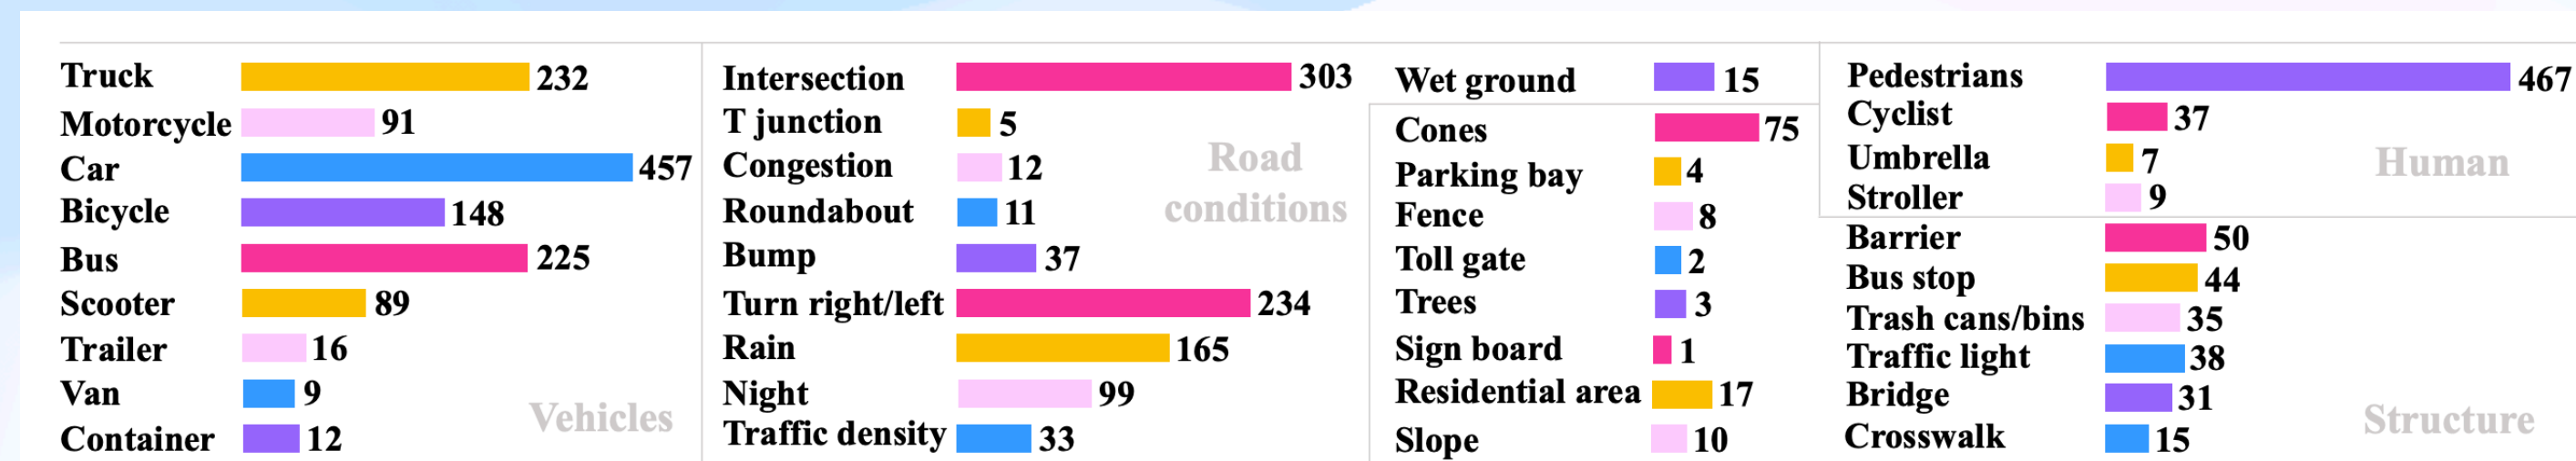 Truck 232
Motorcycle 91
Car 457
Bicycle 148
Bus 225
Scooter 89
Trailer 16
Van 9
Container 12
Vehicles
Intersection 303
T junction 5
Congestion 12
Roundabout 11
Bump 37
Turn right/left 234
Rain 165
Night 99
Traffic density 33
Road
conditions
Wet ground 15
Cones 75
Parking bay 4
Fence 8
Toll gate 2
Trees 3
Sign board 1
Residential area 17
Slope 10
Pedestrians 467
Cyclist 37
Umbrella 7
Stroller 9
Human
Barrier 50
Bus stop 44
Trash cans/bins 35
Traffic light 38
Bridge 31
Crosswalk 15
Structure